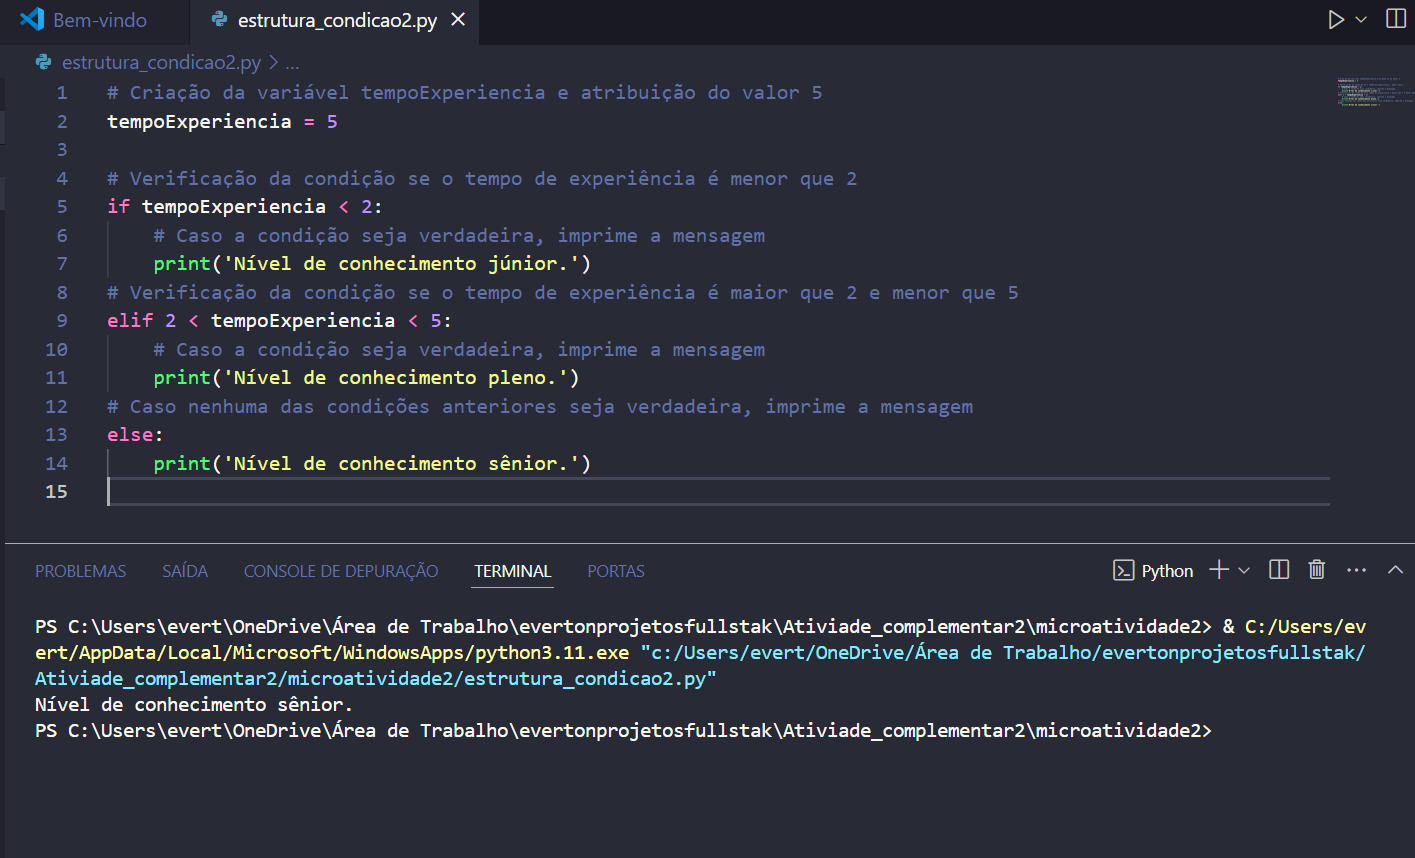 Bem-vindo
estrutura_condicao2.py
estrutura_condicao2.py > ...
1 # Criação da variável tempoExperiencia e atribuição do valor 5
2 tempoExperiencia = 5
3
4 # Verificação da condição se o tempo de experiência é menor que 2
5 if tempoExperiencia < 2:
6     # Caso a condição seja verdadeira, imprime a mensagem
7     print('Nível de conhecimento júnior.')
8 # Verificação da condição se o tempo de experiência é maior que 2 e menor que 5
9 elif 2 < tempoExperiencia < 5:
10     # Caso a condição seja verdadeira, imprime a mensagem
11     print('Nível de conhecimento pleno.')
12 # Caso nenhuma das condições anteriores seja verdadeira, imprime a mensagem
13 else:
14     print('Nível de conhecimento sênior.')
15
PROBLEMAS SAÍDA CONSOLE DE DEPURAÇÃO TERMINAL PORTAS Python
PS C:\Users\evert\OneDrive\Área de Trabalho\evertonprojetosfullstak\Ativiade_complementar2\microatividade2> & C:/Users/ev
ert/AppData/Local/Microsoft/WindowsApps/python3.11.exe "c:/Users/evert/OneDrive/Área de Trabalho/evertonprojetosfullstak/
Ativiade_complementar2/microatividade2/estrutura_condicao2.py"
Nível de conhecimento sênior.
PS C:\Users\evert\OneDrive\Área de Trabalho\evertonprojetosfullstak\Ativiade_complementar2\microatividade2>